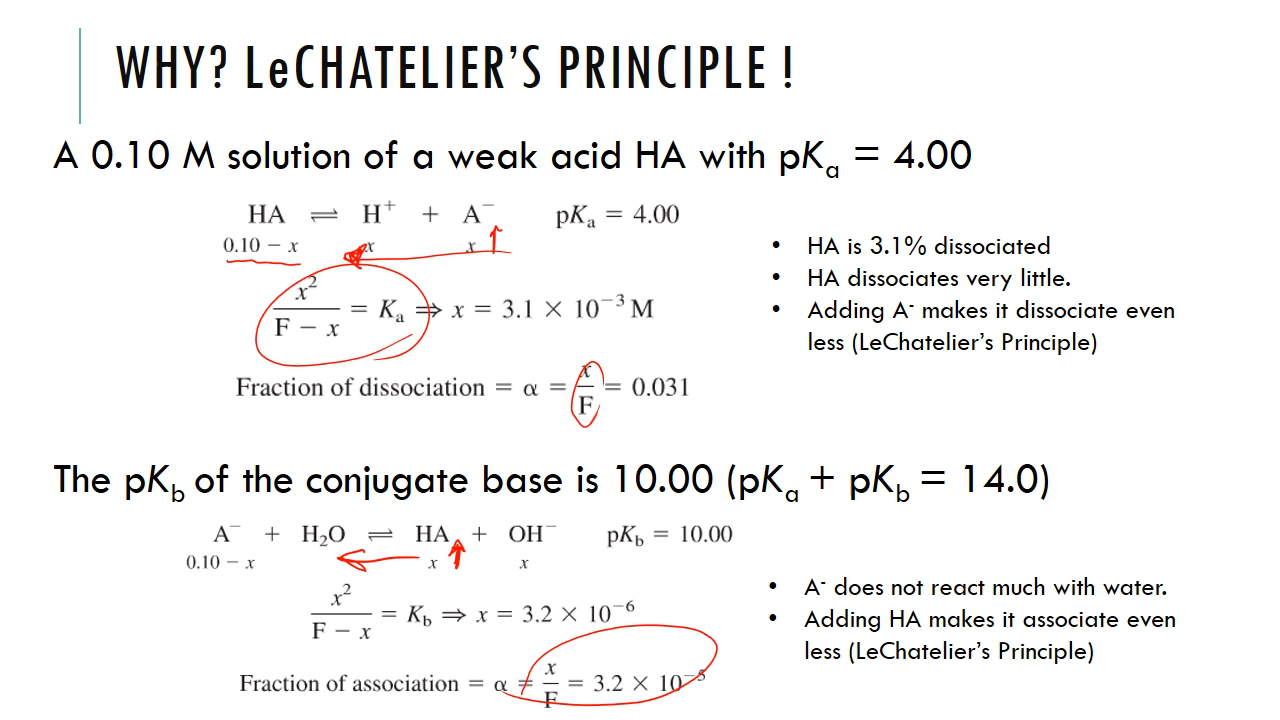 WHY? LeCHATELIER’S PRINCIPLE !
A 0.10 M solution of a weak acid HA with pKₐ = 4.00
HA ⇌ H⁺ + A⁻ pKₐ = 4.00
0.10 − x x x
x²
F − x
= Kₐ ⇒ x = 3.1 × 10⁻³ M
Fraction of dissociation = α = x/F = 0.031
• HA is 3.1% dissociated
• HA dissociates very little.
• Adding A⁻ makes it dissociate even
less (LeChatelier’s Principle)
The pK_b of the conjugate base is 10.00 (pKₐ + pK_b = 14.0)
A⁻ + H₂O ⇌ HA + OH⁻ pK_b = 10.00
0.10 − x x x
x²
F − x
= K_b ⇒ x = 3.2 × 10⁻⁶
Fraction of association = α = x/F = 3.2 × 10⁻⁵
• A⁻ does not react much with water.
• Adding HA makes it associate even
less (LeChatelier’s Principle)